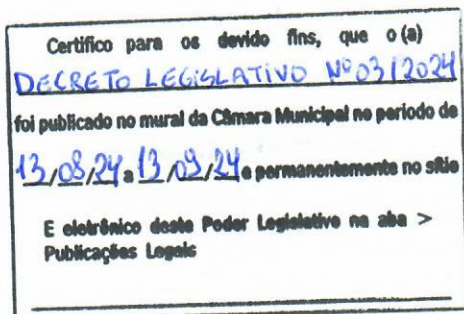 Certifico para os devido fins, que o (a)
DECRETO LEGISLATIVO Nº 03/2024
foi publicado no mural da Câmara Municipal no periodo de
13/08/24 a 13/09/24 e permanentemente no sítio
E eletrônico deste Poder Legislativo na aba >
Publicações Legais